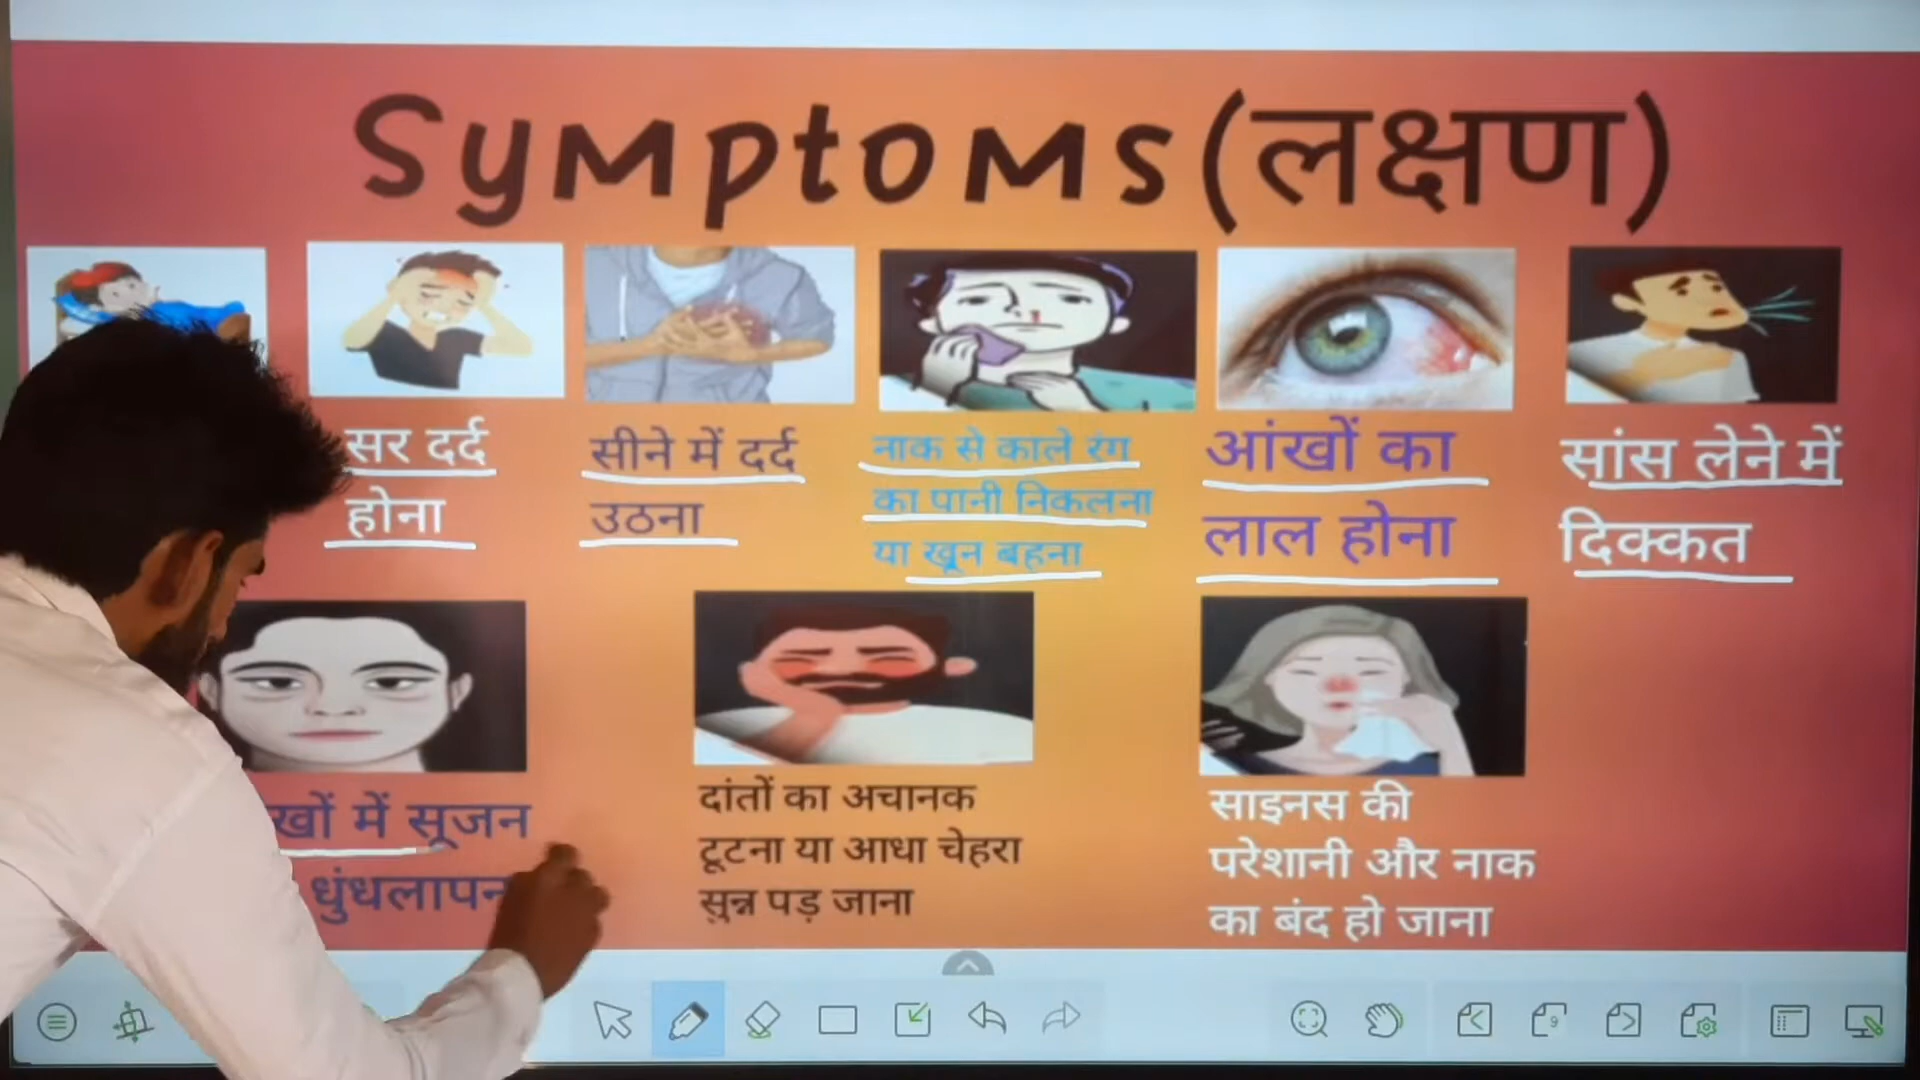 Symptoms(लक्षण)
सर दर्द
होना
सीने में दर्द
उठना
नाक से काले रंग
का पानी निकलना
या खून बहना
आंखों का
लाल होना
सांस लेने में
दिक्कत
में सूजन
धुंधलापन
दांतों का अचानक
टूटना या आधा चेहरा
सुन्न पड़ जाना
साइनस की
परेशानी और नाक
का बंद हो जाना
9